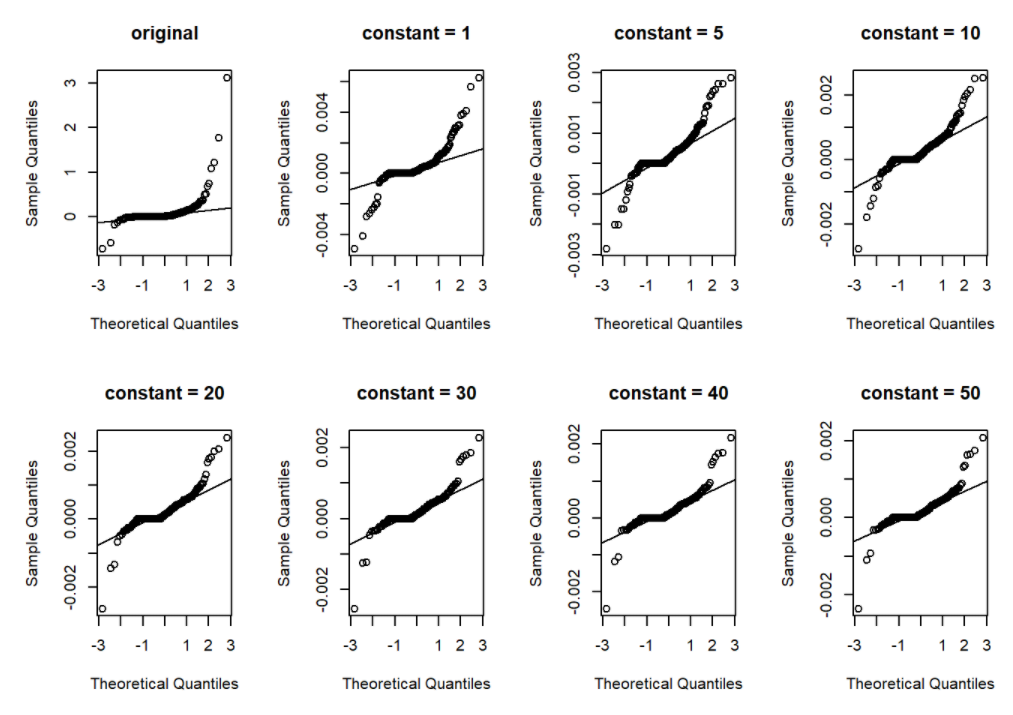 original
constant = 1
constant = 5
constant = 10
Sample Quantiles
3
2
1
0
-3 -1 1 2 3
Theoretical Quantiles
Sample Quantiles
0.004
0.000
-0.004
-3 -1 1 2 3
Theoretical Quantiles
Sample Quantiles
0.003
0.001
-0.001
-0.003
-3 -1 1 2 3
Theoretical Quantiles
Sample Quantiles
0.002
0.000
-0.002
-3 -1 1 2 3
Theoretical Quantiles
constant = 20
constant = 30
constant = 40
constant = 50
Sample Quantiles
0.002
0.000
-0.002
-3 -1 1 2 3
Theoretical Quantiles
Sample Quantiles
0.002
0.000
-0.002
-3 -1 1 2 3
Theoretical Quantiles
Sample Quantiles
0.002
0.000
-0.002
-3 -1 1 2 3
Theoretical Quantiles
Sample Quantiles
0.002
0.000
-0.002
-3 -1 1 2 3
Theoretical Quantiles